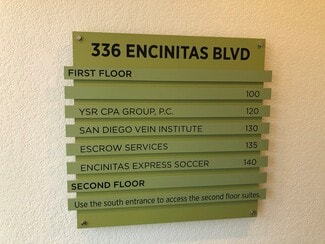 336 ENCINITAS BLVD
FIRST FLOOR
100
YSR CPA GROUP, P.C. 120
SAN DIEGO VEIN INSTITUTE 130
ESCROW SERVICES 135
ENCINITAS EXPRESS SOCCER 140
SECOND FLOOR
Use the south entrance to access the second floor suites